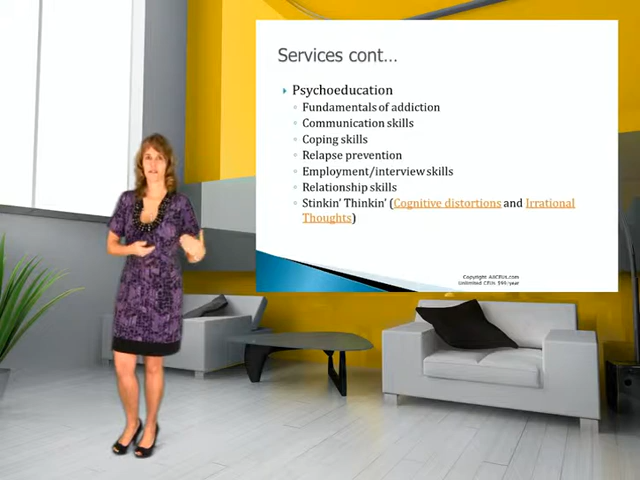 Services cont...
Psychoeducation
Fundamentals of addiction
Communication skills
Coping skills
Relapse prevention
Employment/interview skills
Relationship skills
Stinkin' Thinkin' (Cognitive distortions and Irrational
Thoughts)
Copyright AllCEUs.com
Unlimited CEUs $99/year